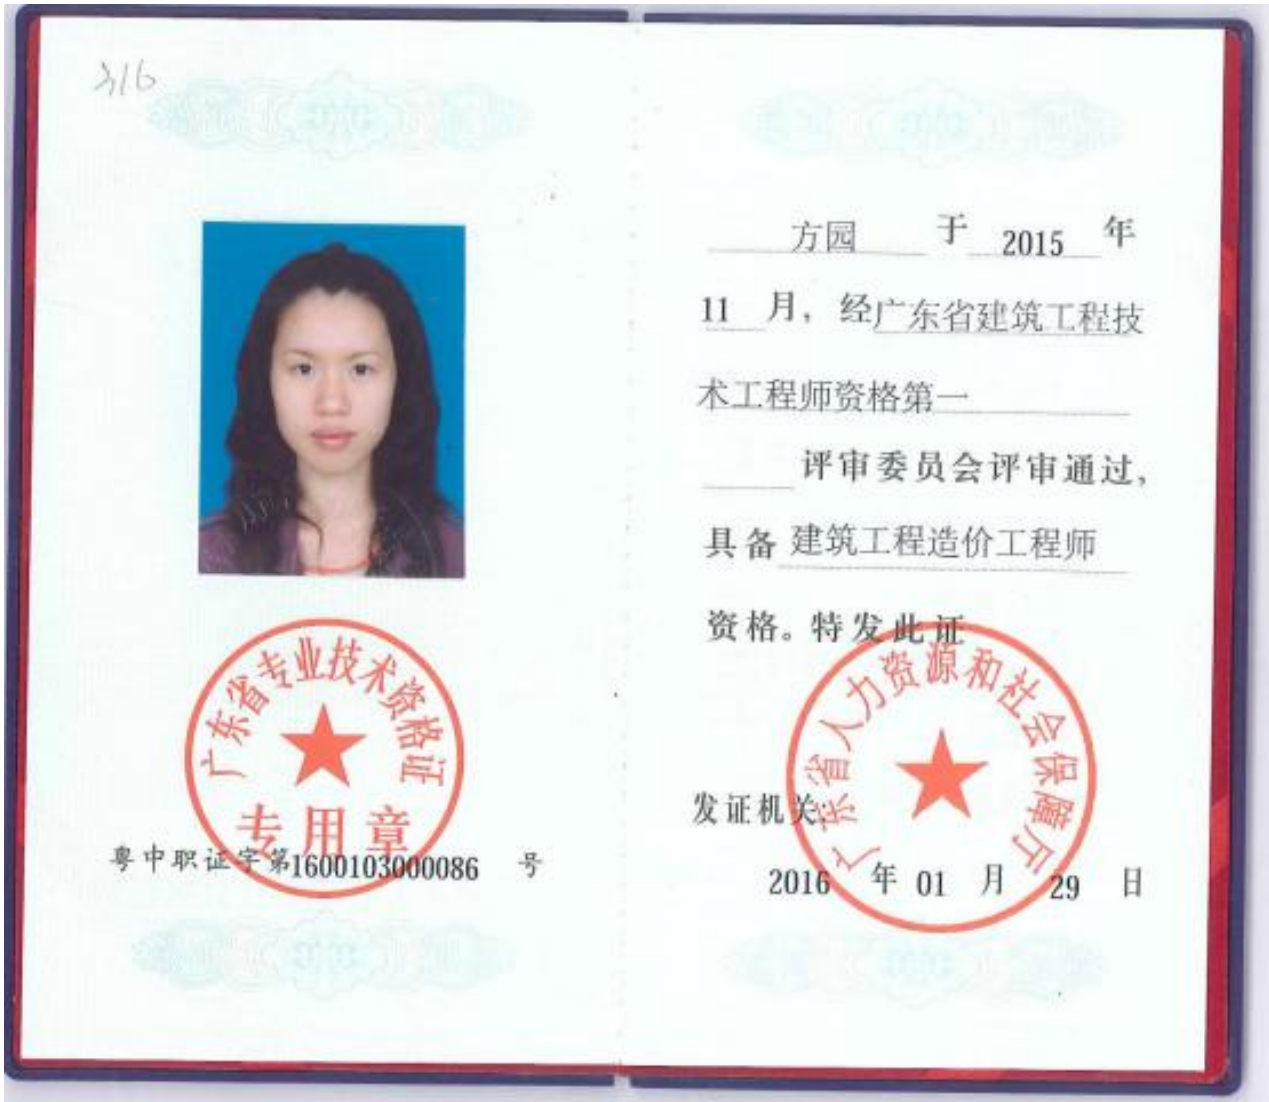 316
广东省专业技术资格证
专用章
粤中职证字第1600103000086 号
方园 于 2015 年
11 月，经广东省建筑工程技
术工程师资格第一
评审委员会评审通过，
具备 建筑工程造价工程师
资格。特发此证
广东省人力资源和社会保障厅
发证机关：
2016 年 01 月 29 日